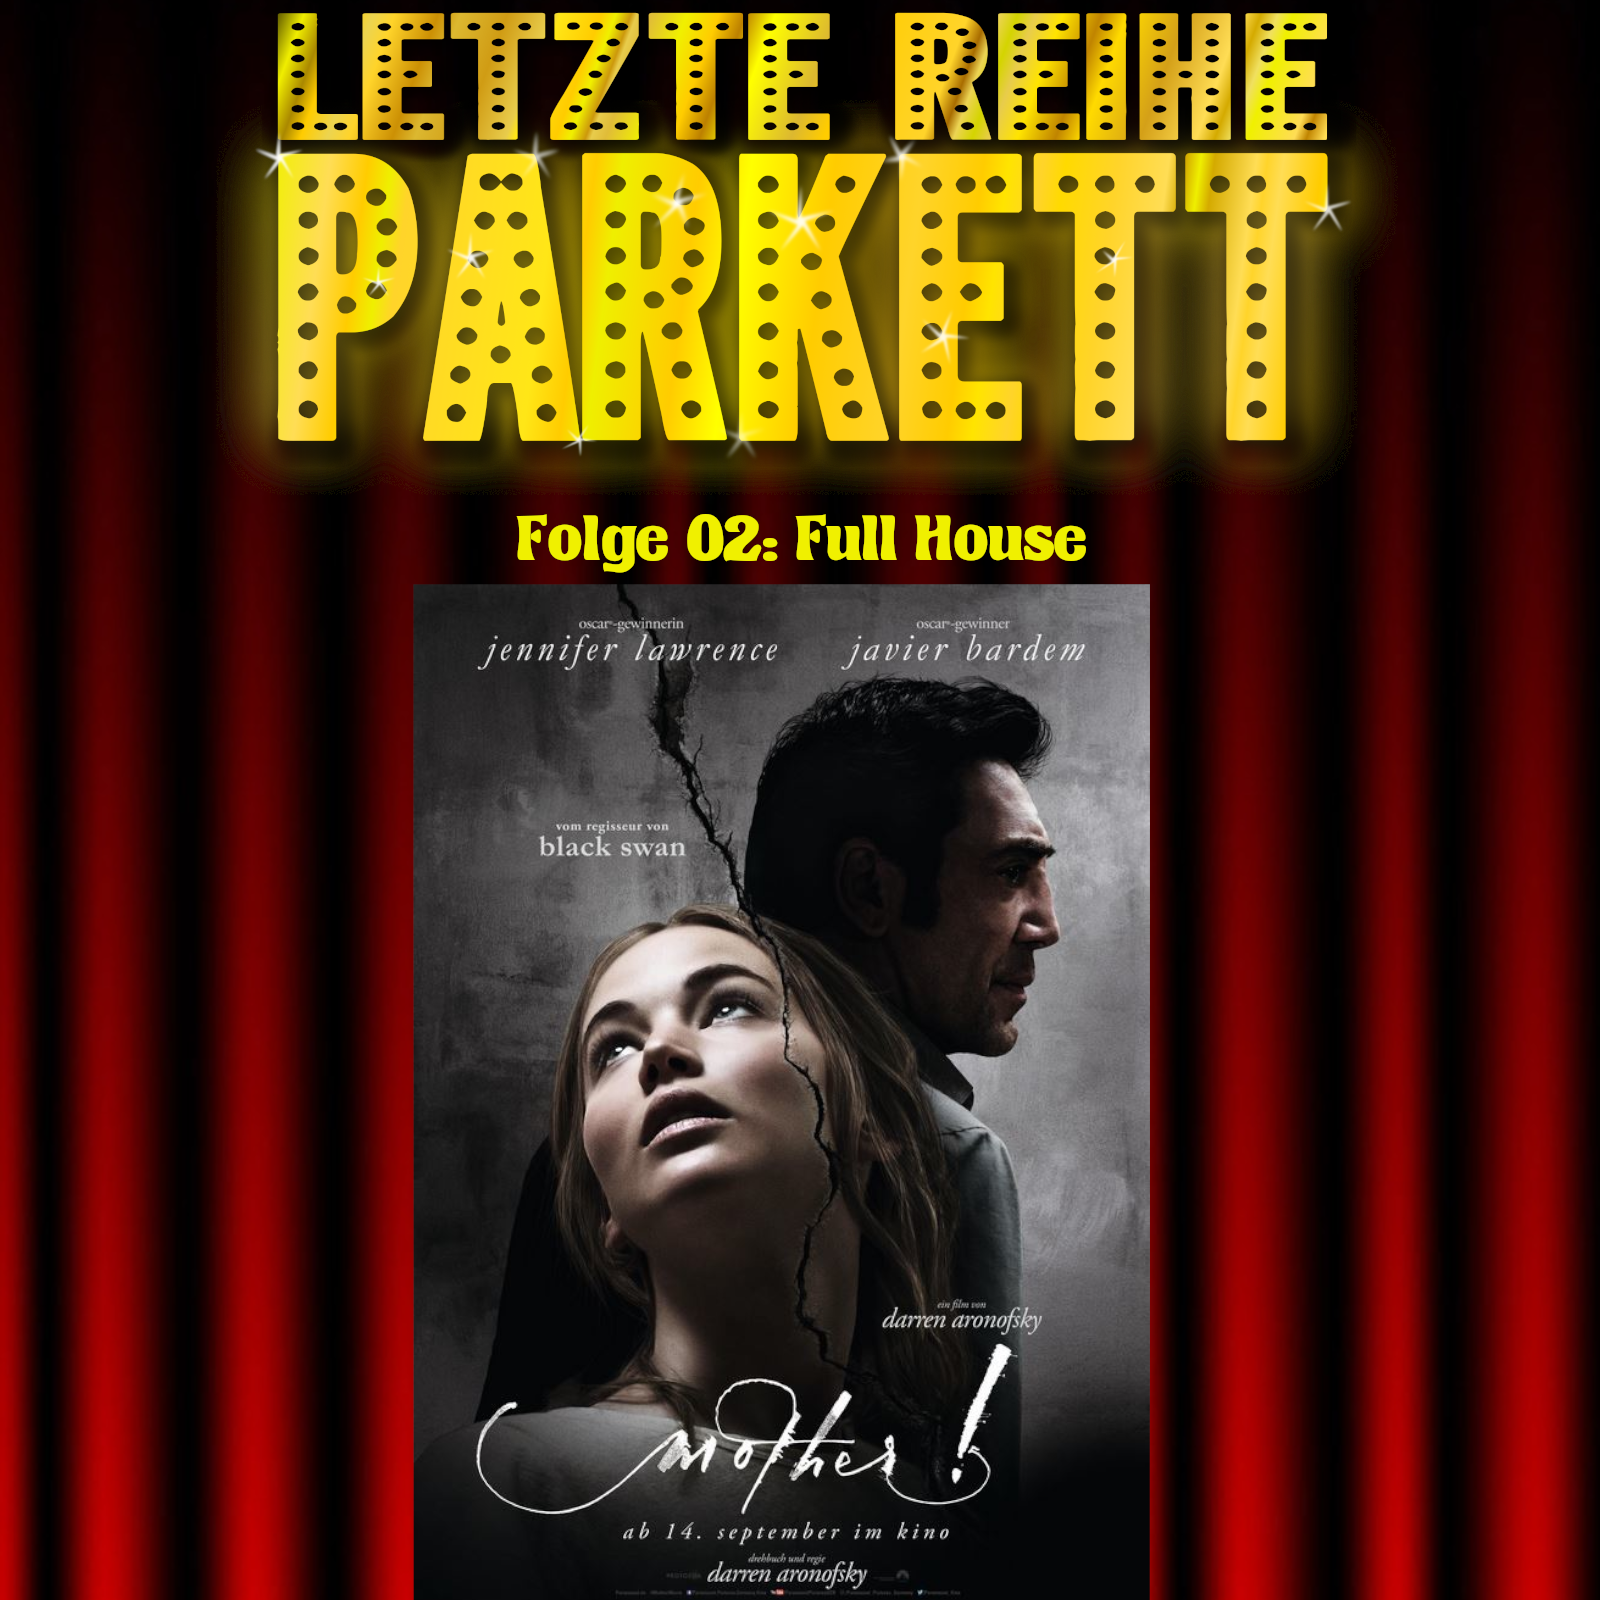 LETZTE REIHE
PARKETT
Folge 02: Full House
oscar®-gewinnerin
jennifer lawrence
oscar®-gewinner
javier bardem
vom regisseur von
black swan
ein film von
darren aronofsky
mother!
ab 14. september im kino
drehbuch und regie
darren aronofsky